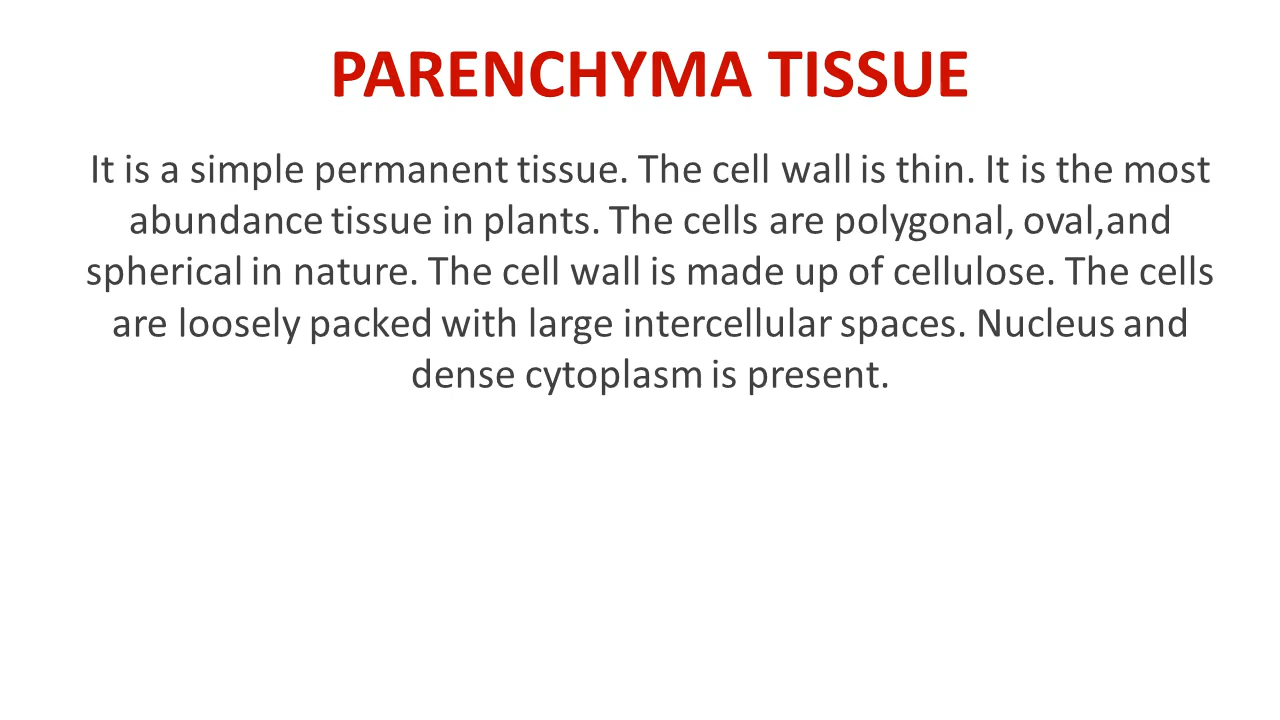 PARENCHYMA TISSUE
It is a simple permanent tissue. The cell wall is thin. It is the most
abundance tissue in plants. The cells are polygonal, oval,and
spherical in nature. The cell wall is made up of cellulose. The cells
are loosely packed with large intercellular spaces. Nucleus and
dense cytoplasm is present.